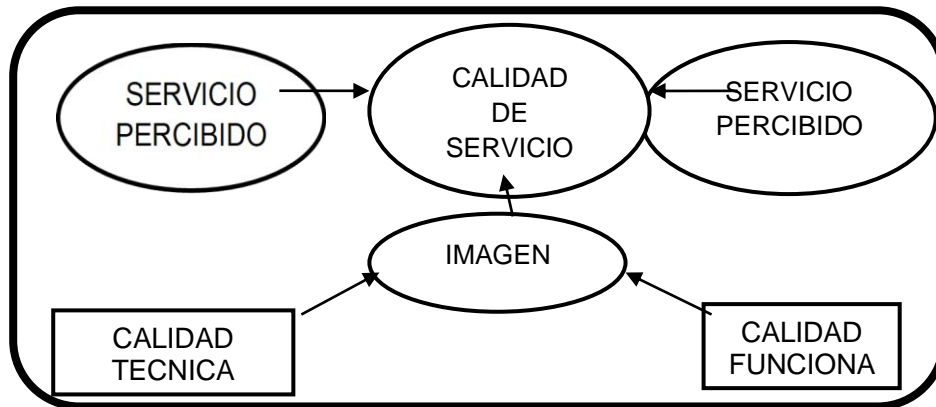 SERVICIO
PERCIBIDO
CALIDAD
DE
SERVICIO
SERVICIO
PERCIBIDO
IMAGEN
CALIDAD
TECNICA
CALIDAD
FUNCIONA